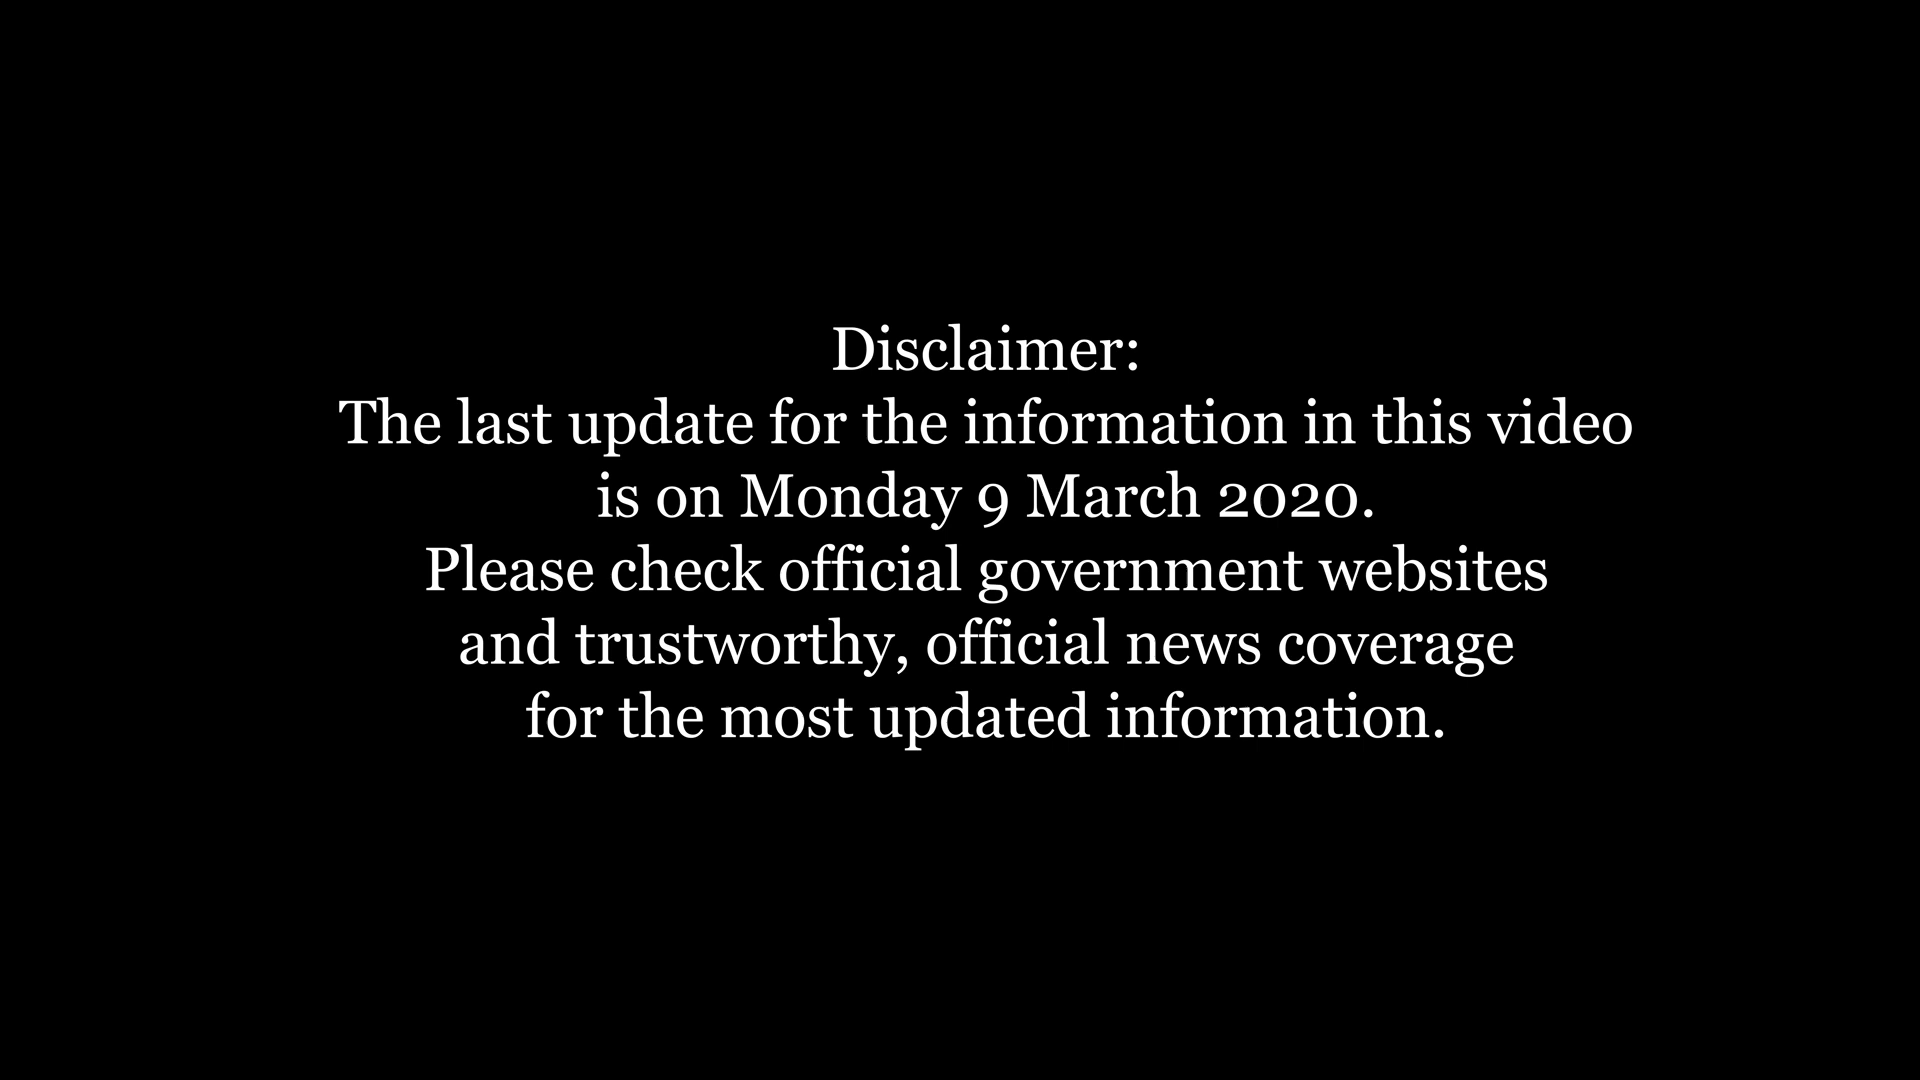 Disclaimer:
The last update for the information in this video
is on Monday 9 March 2020.
Please check official government websites
and trustworthy, official news coverage
for the most updated information.